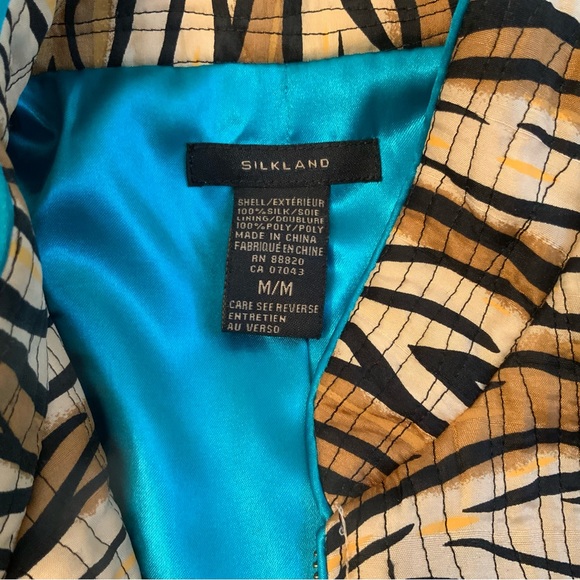 SILKLAND
SHELL/EXTÉRIEUR
100% SILK/SOIE
LINING/DOUBLURE
100% POLY/POLY
MADE IN CHINA
FABRIQUÉ EN CHINE
RN 88920
CA 07043
M/M
CARE SEE REVERSE
ENTRETIEN
AU VERSO